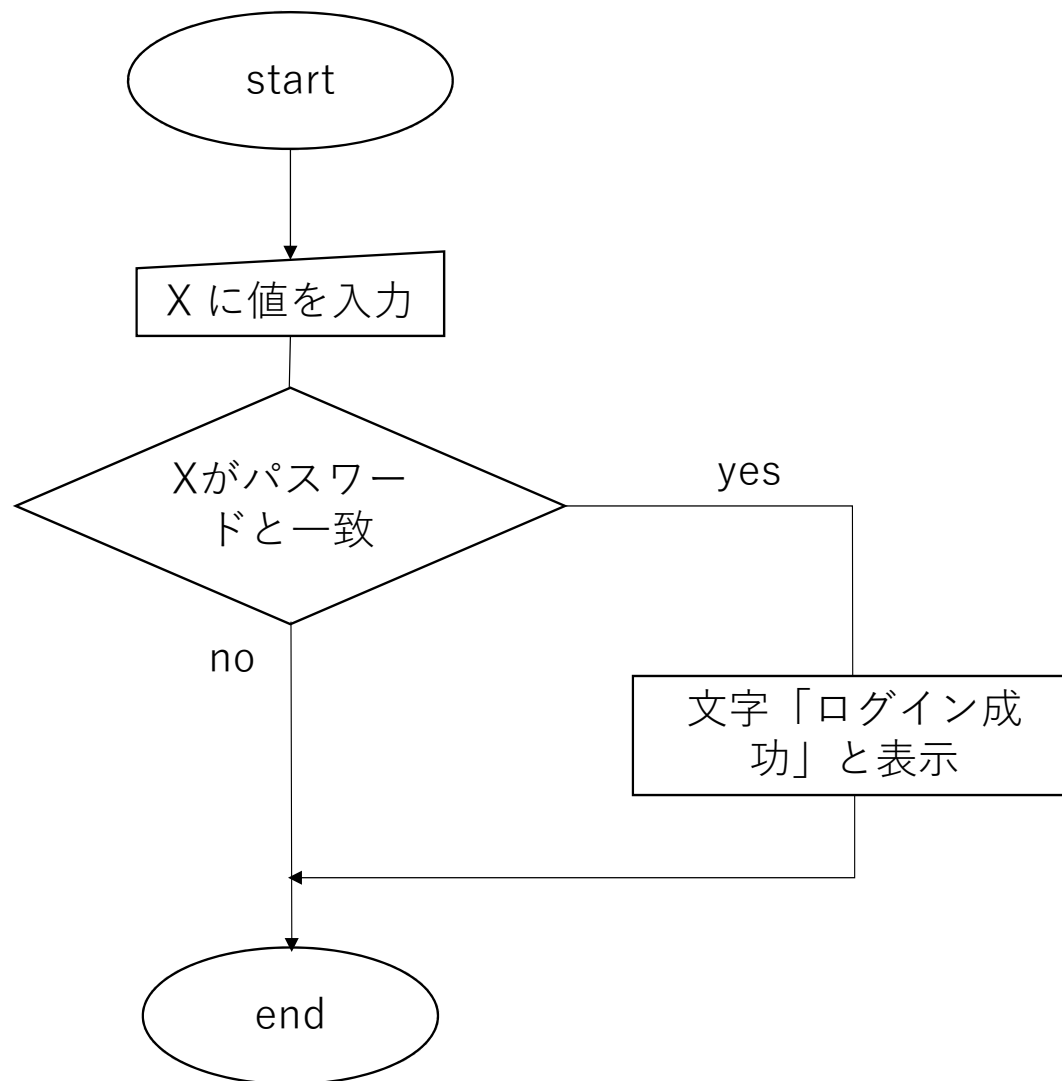 start
X に値を入力
Xがパスワー
ドと一致
yes
no
文字「ログイン成
功」と表示
end